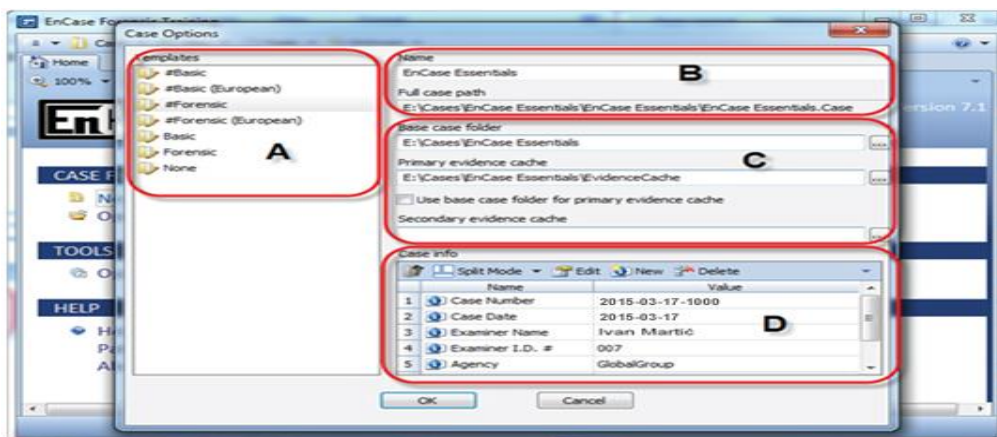 EnCase Forensic Training
Case Options
Home
100%
Version 7.1
Templates
#Basic
#Basic (European)
#Forensic
#Forensic (European)
Basic
Forensic
None
A
Name
EnCase Essentials
B
Full case path
E:\Cases\EnCase Essentials\EnCase Essentials\EnCase Essentials.Case
Base case folder
E:\Cases\EnCase Essentials
C
Primary evidence cache
E:\Cases\EnCase Essentials\EvidenceCache
Use base case folder for primary evidence cache
Secondary evidence cache
Case info
Split Mode Edit New Delete
Name Value
1 Case Number 2015-03-17-1000
2 Case Date 2015-03-17
3 Examiner Name Ivan Martić
4 Examiner I.D. # 007
5 Agency GlobalGroup
D
OK Cancel
En
CASE F
N
O
TOOLS
O
HELP
H
Pa
Al